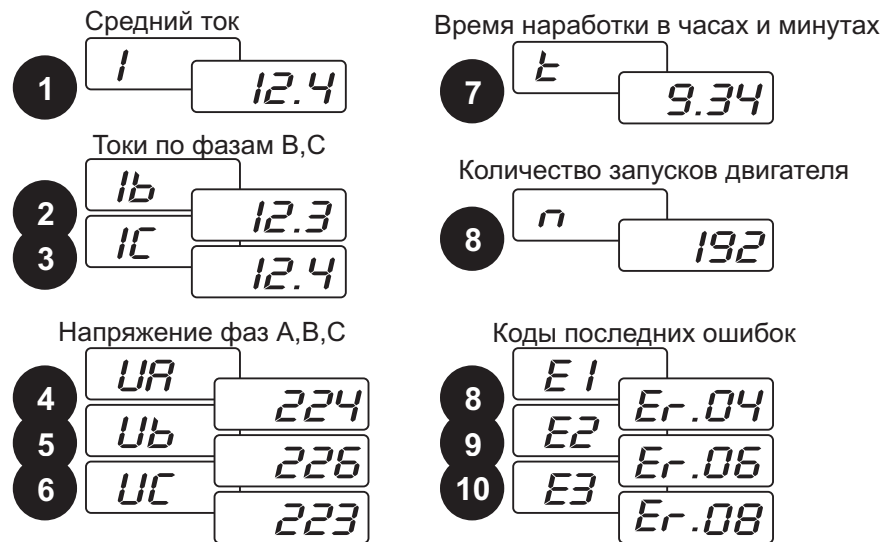 Средний ток
1
I
12.4
Токи по фазам B,C
2
Ib
12.3
3
IC
12.4
Напряжение фаз A,B,C
4
UA
224
5
Ub
226
6
UC
223
Время наработки в часах и минутах
7
t
9.34
Количество запусков двигателя
8
n
192
Коды последних ошибок
8
E1
Er.04
9
E2
Er.06
10
E3
Er.08